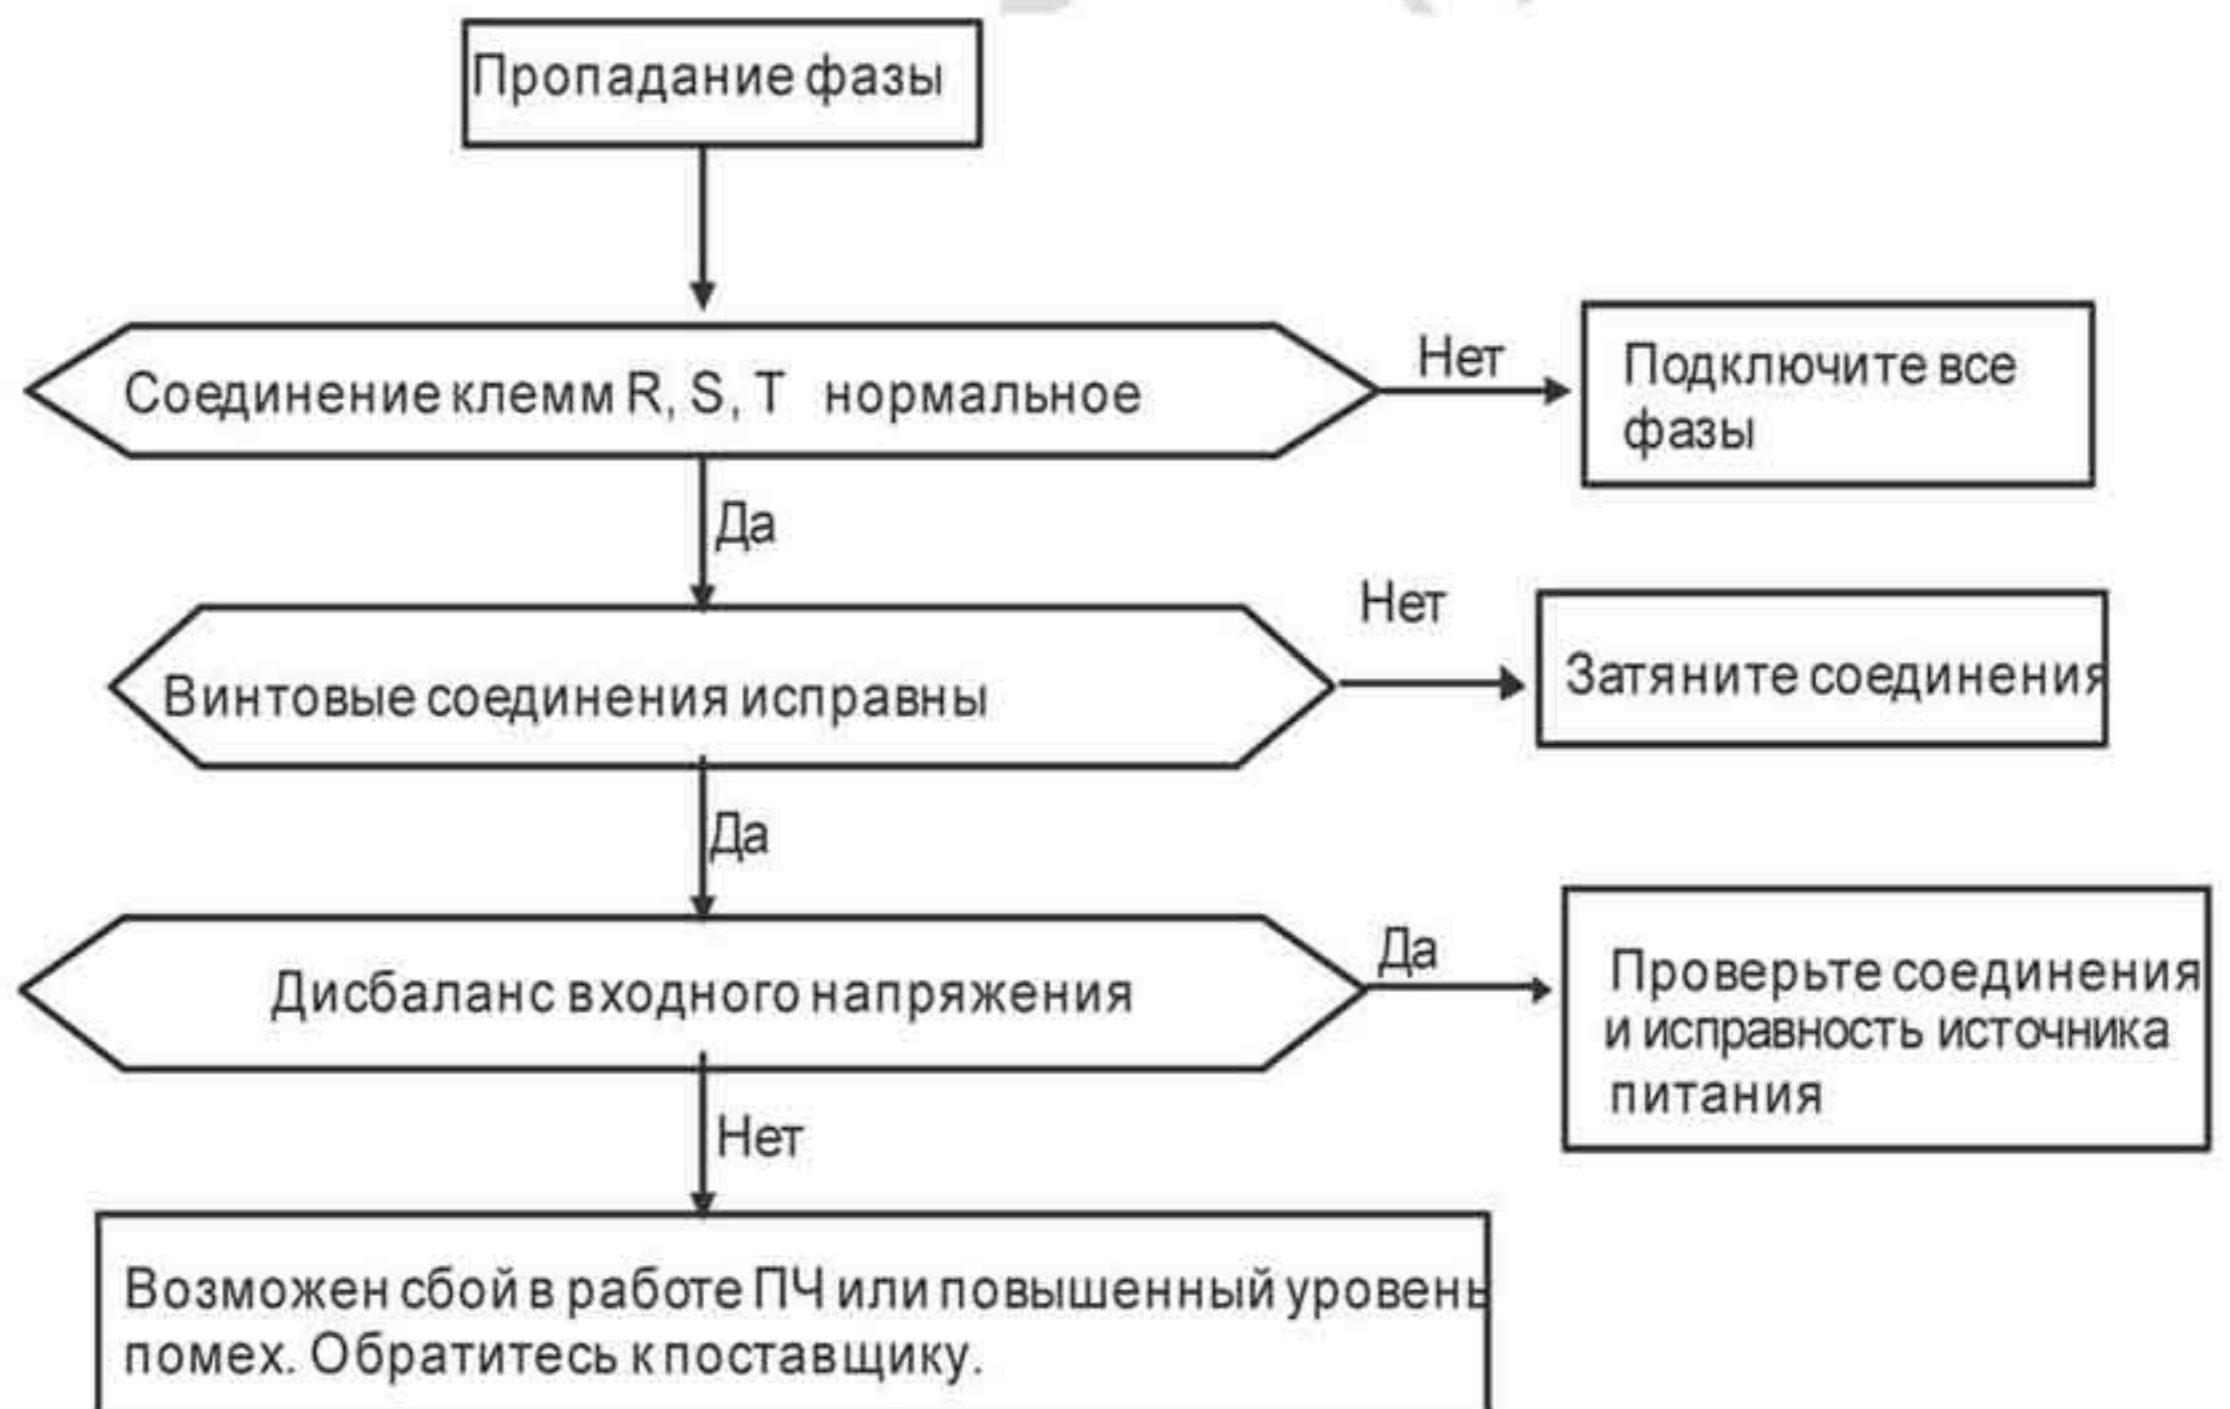 Пропадание фазы
Соединение клемм R, S, T нормальное
Нет
Подключите все
фазы
Да
Винтовые соединения исправны
Нет
Затяните соединения
Да
Дисбаланс входного напряжения
Да
Проверьте соединения
и исправность источника
питания
Нет
Возможен сбой в работе ПЧ или повышенный уровень
помех. Обратитесь к поставщику.